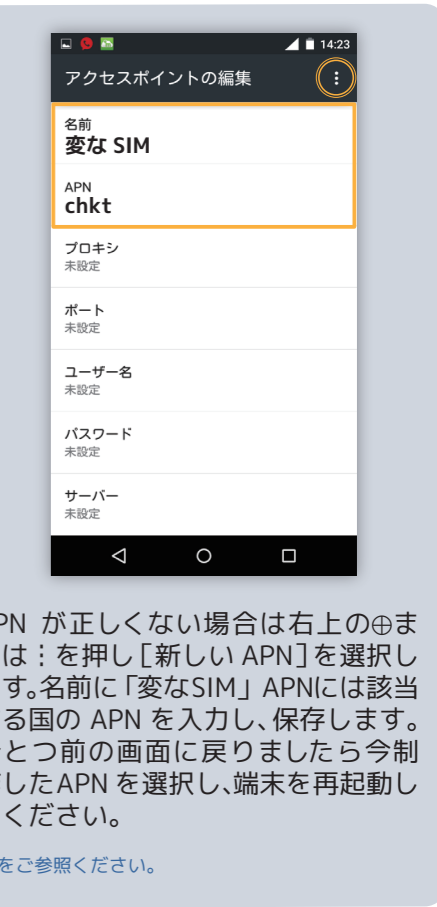 14:23
アクセスポイントの編集
名前
変な SIM
APN
chkt
プロキシ
未設定
ポート
未設定
ユーザー名
未設定
パスワード
未設定
サーバー
未設定
PN が正しくない場合は右上の⊕ま
は⋮を押し[新しい APN]を選択し
す。名前に「変なSIM」APNには該当
る国の APN を入力し、保存します。
とつ前の画面に戻りましたら今制
したAPN を選択し、端末を再起動し
ください。
をご参照ください。